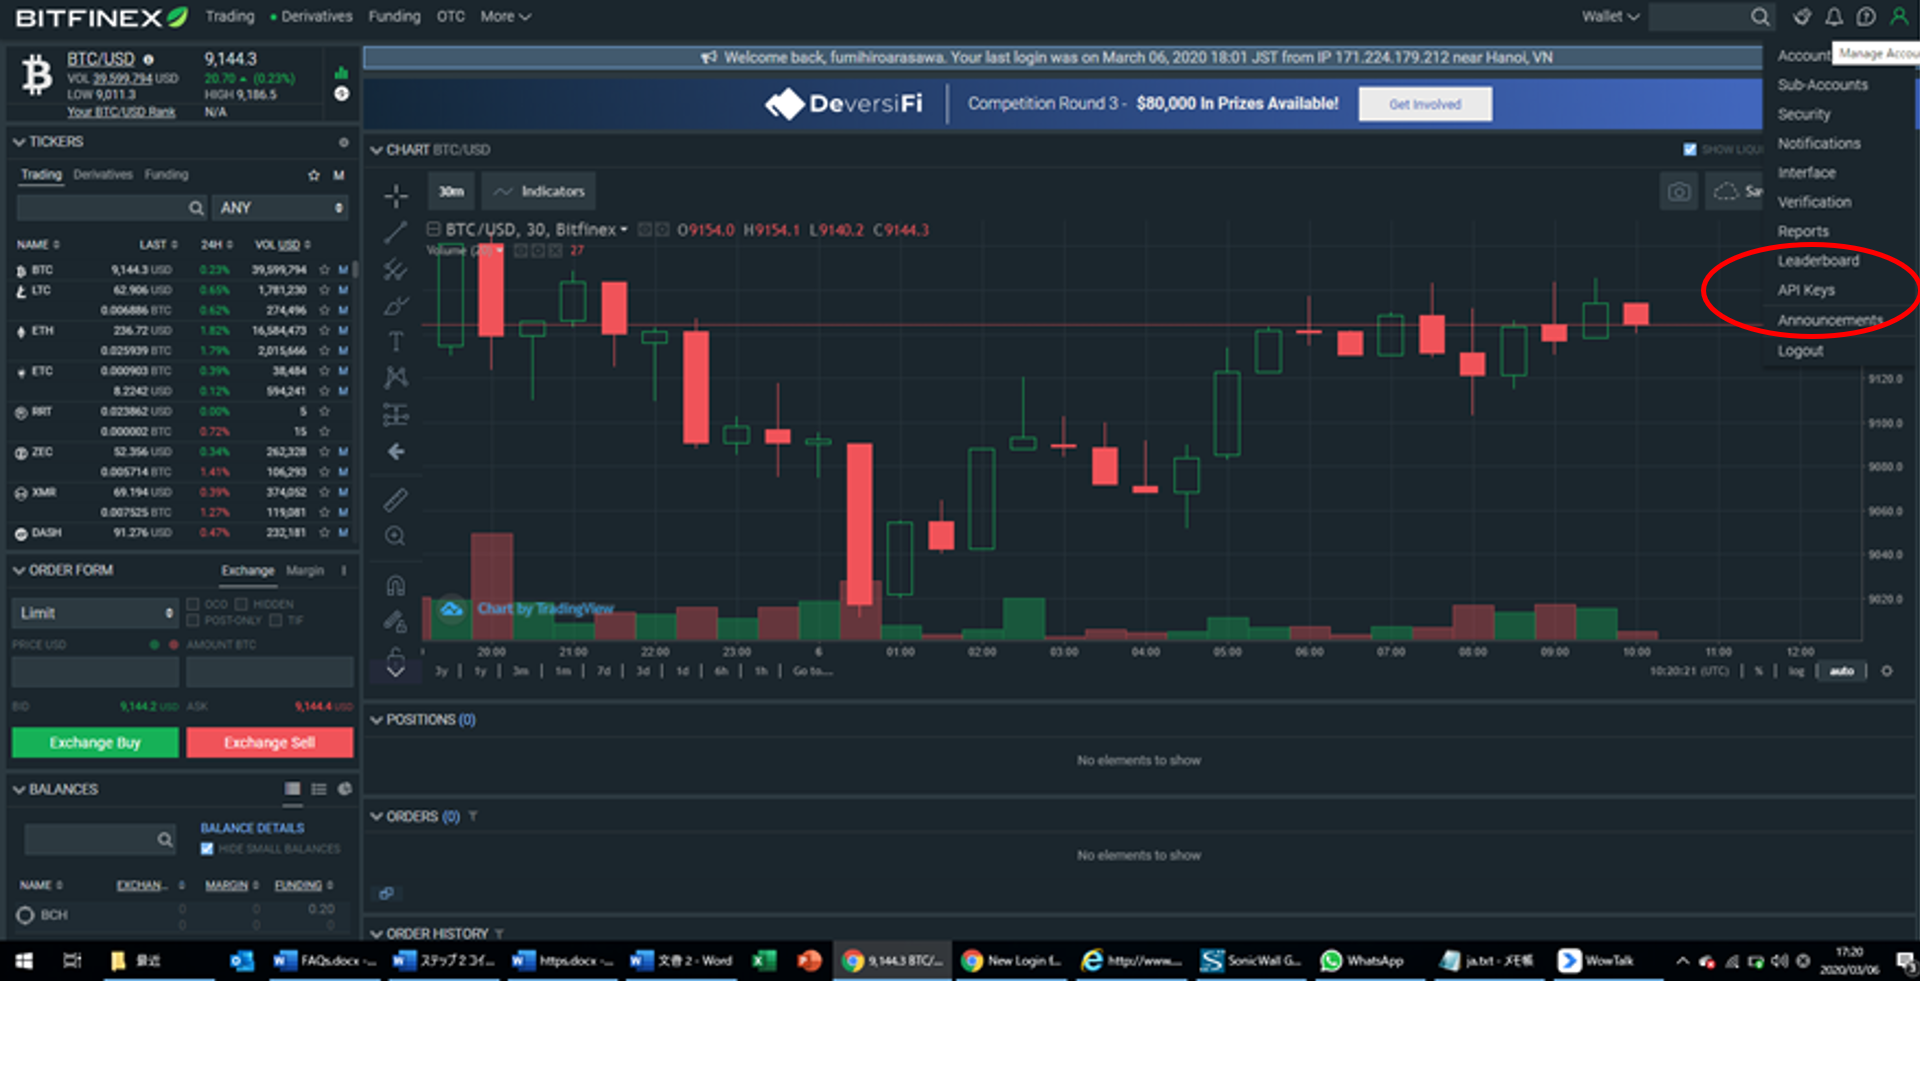 BITFINEX Trading Derivatives Funding OTC More Wallet
BTC/USD 9,144.3
VOL 39,599,794 USD 20.70 (0.23%)
LOW 9,011.3 HIGH 9,186.5
Your BTC/USD Rank N/A
Welcome back, fumihiroarasawa. Your last login was on March 06, 2020 18:01 JST from IP 171.224.179.212 near Hanoi, VN
DeversiFi Competition Round 3 - $80,000 In Prizes Available! Get Involved
Manage Accou
Account
Sub-Accounts
Security
Notifications
Interface
Verification
Reports
Leaderboard
API Keys
Announcements
Logout
TICKERS
Trading Derivatives Funding M
ANY
NAME LAST 24H VOL USD
BTC 9,144.3 USD 0.23% 39,599,794 M
LTC 62.906 USD 0.65% 1,781,230 M
0.006886 BTC 0.62% 274,496 M
ETH 236.72 USD 1.82% 16,584,473 M
0.025939 BTC 1.79% 2,015,666 M
ETC 0.000903 BTC 0.39% 38,484 M
8.2242 USD 0.12% 594,241 M
RRT 0.023862 USD 0.00% 5
0.000002 BTC 0.72% 15
ZEC 52.356 USD 0.34% 262,328 M
0.005714 BTC 1.41% 106,293 M
XMR 69.194 USD 0.39% 374,052 M
0.007525 BTC 1.27% 119,081 M
DASH 91.276 USD 0.47% 232,181 M
CHART BTC/USD SHOW LIQU
30m Indicators Sa
BTC/USD, 30, Bitfinex O9154.0 H9154.1 L9140.2 C9144.3
Volume (20) 27
9120.0
9100.0
9080.0
9060.0
9040.0
9020.0
Chart by TradingView
20:00 21:00 22:00 23:00 6 01:00 02:00 03:00 04:00 05:00 06:00 07:00 08:00 09:00 10:00 11:00 12:00
3y 1y 3m 1m 7d 3d 1d 6h 1h Go to... 10:20:21 (UTC) % log auto
ORDER FORM Exchange Margin
Limit OCO HIDDEN
POST-ONLY TIF
PRICE USD AMOUNT BTC
BID 9,144.2 USD ASK 9,144.4 USD
Exchange Buy Exchange Sell
BALANCES
BALANCE DETAILS
HIDE SMALL BALANCES
NAME EXCHAN... MARGIN FUNDING
BCH 0 0 0.20
0 0 0
POSITIONS (0)
No elements to show
ORDERS (0)
No elements to show
ORDER HISTORY
最近 FAQs.docx -... ステップ2コイ... https.docx -... 文書 2 - Word 9,144.3 BTC/... New Login t... http://www.... SonicWall G... WhatsApp ja.txt - メモ帳 WowTalk 17:20
2020/03/06
3